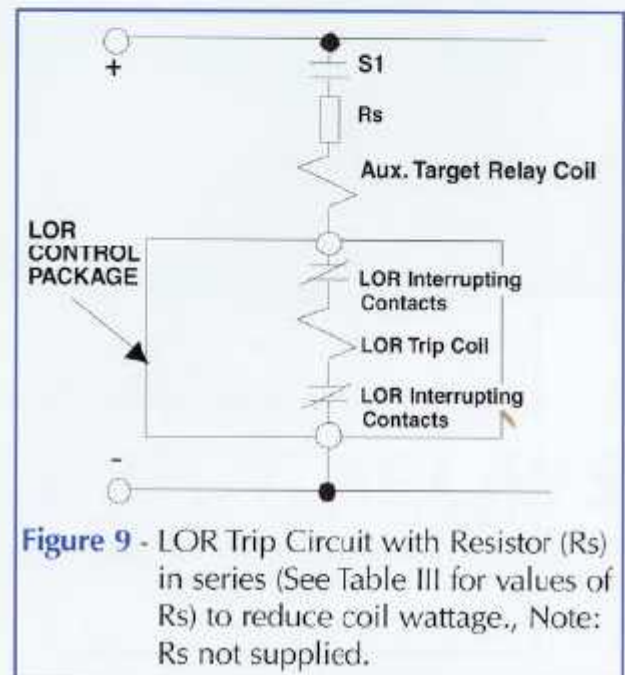 +
S1
Rs
Aux. Target Relay Coil
LOR
CONTROL
PACKAGE
LOR Interrupting
Contacts
LOR Trip Coil
LOR Interrupting
Contacts
-
Figure 9 - LOR Trip Circuit with Resistor (Rs)
in series (See Table III for values of
Rs) to reduce coil wattage., Note:
Rs not supplied.